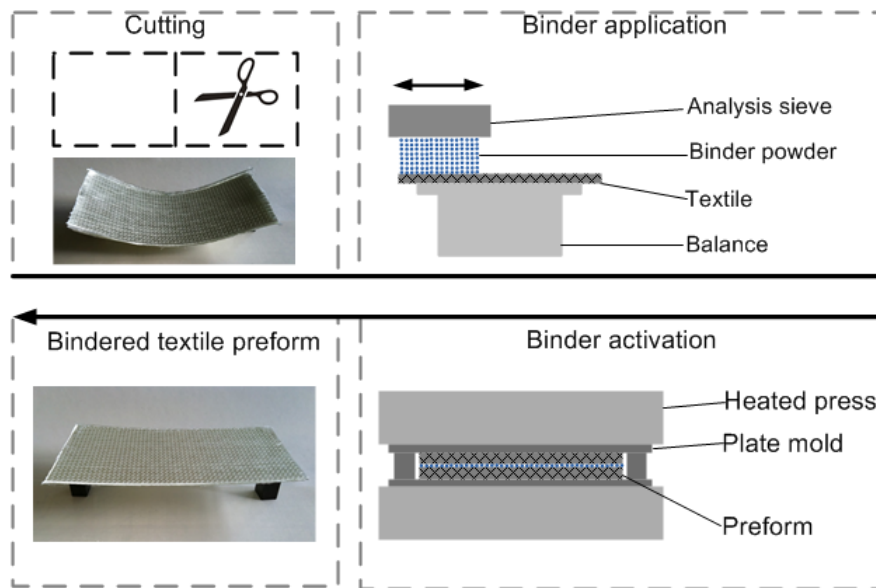 Cutting
Binder application
Analysis sieve
Binder powder
Textile
Balance
Bindered textile preform
Binder activation
Heated press
Plate mold
Preform